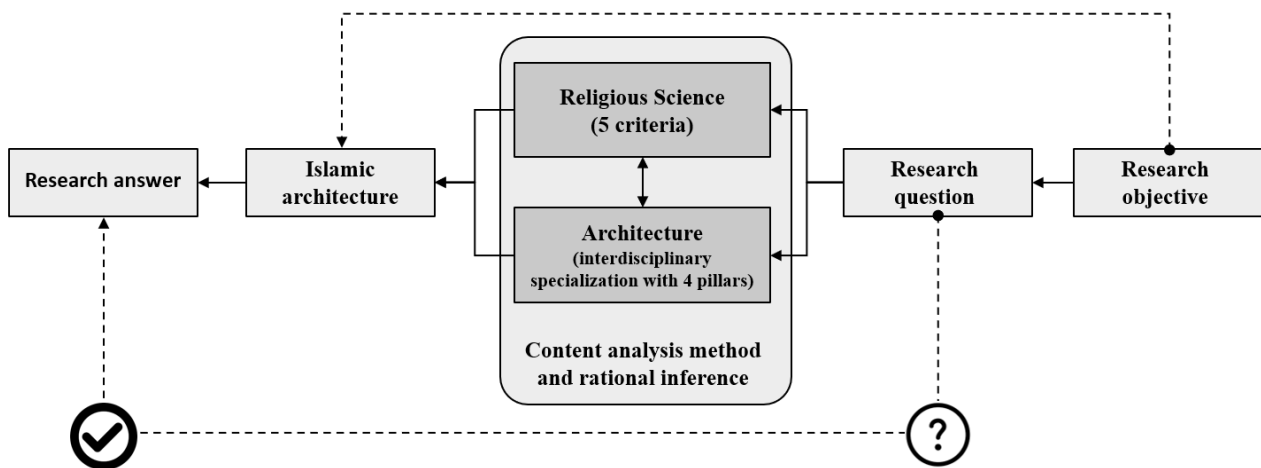 Religious Science
(5 criteria)
Research answer
Islamic
architecture
Research
question
Research
objective
Architecture
(interdisciplinary
specialization with 4 pillars)
Content analysis method
and rational inference
?